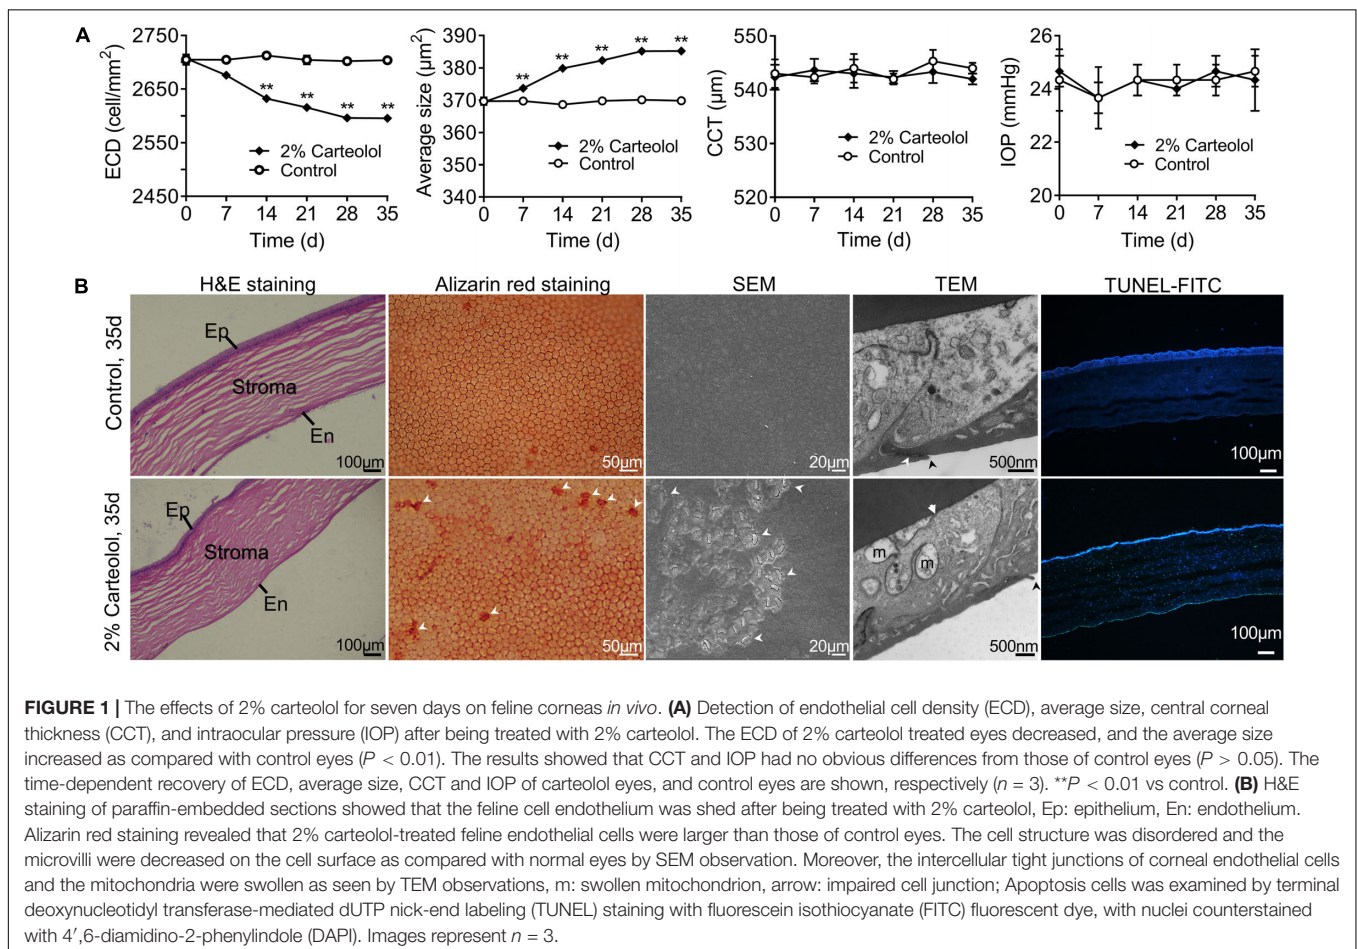 A
2750
2650
2550
2450
ECD (cell/mm²)
** ** ** **
2% Carteolol
Control
0 7 14 21 28 35
Time (d)
390
380
370
360
350
340
Average size (µm²)
** ** ** ** **
2% Carteolol
Control
0 7 14 21 28 35
Time (d)
550
540
530
520
CCT (µm)
2% Carteolol
Control
0 7 14 21 28 35
Time (d)
26
24
22
20
IOP (mmHg)
2% Carteolol
Control
0 7 14 21 28 35
Time (d)
B
H&E staining Alizarin red staining SEM TEM TUNEL-FITC
Control, 35d
Ep
Stroma
En
100µm
50µm
20µm
500nm
100µm
2% Carteolol, 35d
Ep
Stroma
En
100µm
50µm
20µm
m
m
500nm
100µm
FIGURE 1 | The effects of 2% carteolol for seven days on feline corneas in vivo. (A) Detection of endothelial cell density (ECD), average size, central corneal
thickness (CCT), and intraocular pressure (IOP) after being treated with 2% carteolol. The ECD of 2% carteolol treated eyes decreased, and the average size
increased as compared with control eyes (P < 0.01). The results showed that CCT and IOP had no obvious differences from those of control eyes (P > 0.05). The
time-dependent recovery of ECD, average size, CCT and IOP of carteolol eyes, and control eyes are shown, respectively (n = 3). **P < 0.01 vs control. (B) H&E
staining of paraffin-embedded sections showed that the feline cell endothelium was shed after being treated with 2% carteolol, Ep: epithelium, En: endothelium.
Alizarin red staining revealed that 2% carteolol-treated feline endothelial cells were larger than those of control eyes. The cell structure was disordered and the
microvilli were decreased on the cell surface as compared with normal eyes by SEM observation. Moreover, the intercellular tight junctions of corneal endothelial cells
and the mitochondria were swollen as seen by TEM observations, m: swollen mitochondrion, arrow: impaired cell junction; Apoptosis cells was examined by terminal
deoxynucleotidyl transferase-mediated dUTP nick-end labeling (TUNEL) staining with fluorescein isothiocyanate (FITC) fluorescent dye, with nuclei counterstained
with 4′,6-diamidino-2-phenylindole (DAPI). Images represent n = 3.